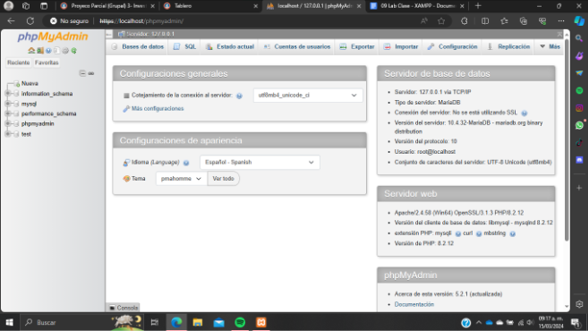 Proyeco Parcial (Grupal) 3- Inno
Tablero
localhost / 127.0.0.1 | phpMyAdm
09 Lab Clase - XAMPP - Docume
No seguro
https://localhost/phpmyadmin/
phpMyAdmin
Reciente Favoritas
Nueva
information_schema
mysql
performance_schema
phpmyadmin
test
Servidor: 127.0.0.1
Bases de datos
SQL
Estado actual
Cuentas de usuarios
Exportar
Importar
Configuración
Replicación
Más
Configuraciones generales
Cotejamiento de la conexión al servidor:
utf8mb4_unicode_ci
Más configuraciones
Configuraciones de apariencia
Idioma (Language)
Español - Spanish
Tema
pmahomme
Ver todo
Servidor de base de datos
Servidor: 127.0.0.1 via TCP/IP
Tipo de servidor: MariaDB
Conexión del servidor: No se está utilizando SSL
Versión del servidor: 10.4.32-MariaDB - mariadb.org binary
distribution
Versión del protocolo: 10
Usuario: root@localhost
Conjunto de caracteres del servidor: UTF-8 Unicode (utf8mb4)
Servidor web
Apache/2.4.58 (Win64) OpenSSL/3.1.3 PHP/8.2.12
Versión del cliente de base de datos: libmysql - mysqlnd 8.2.12
extensión PHP: mysqli curl mbstring
Versión de PHP: 8.2.12
phpMyAdmin
Acerca de esta versión: 5.2.1 (actualizada)
Documentación
Consola
Buscar
09:17 a. m.
15/03/2024